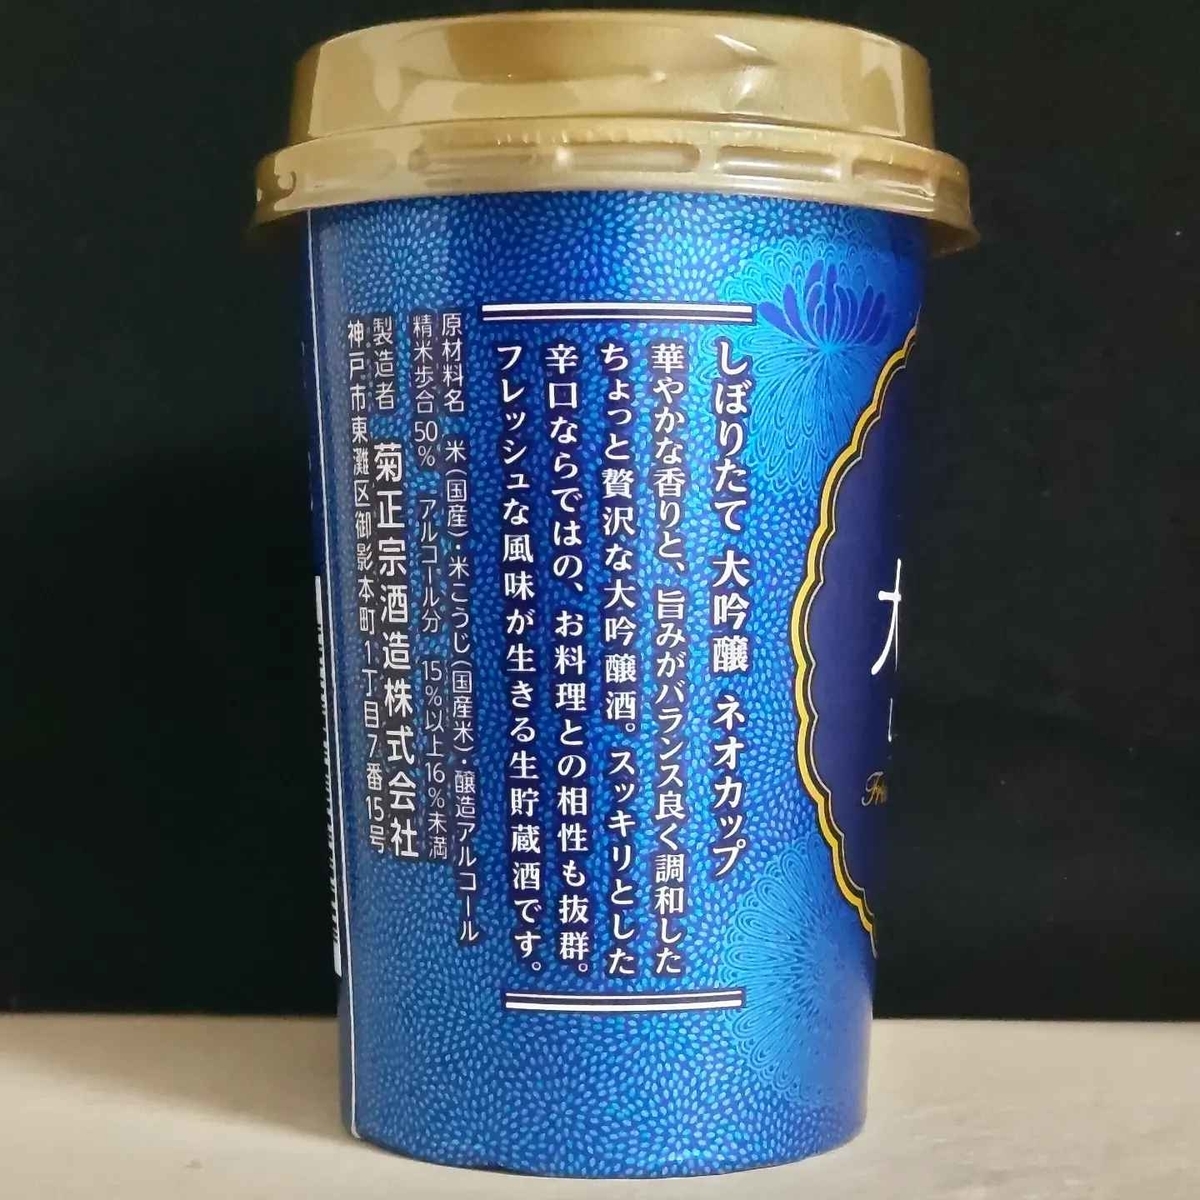 しぼりたて 大吟醸 ネオカップ
華やかな香りと、旨みがバランス良く調和した
ちょっと贅沢な大吟醸酒。スッキリとした
辛口ならではの、お料理との相性も抜群。
フレッシュな風味が生きる生貯蔵酒です。
原材料名 米(国産)・米こうじ(国産米)・醸造アルコール
精米歩合 50% アルコール分 15%以上16%未満
製造者 菊正宗酒造株式会社
神戸市東灘区御影本町1丁目7番15号